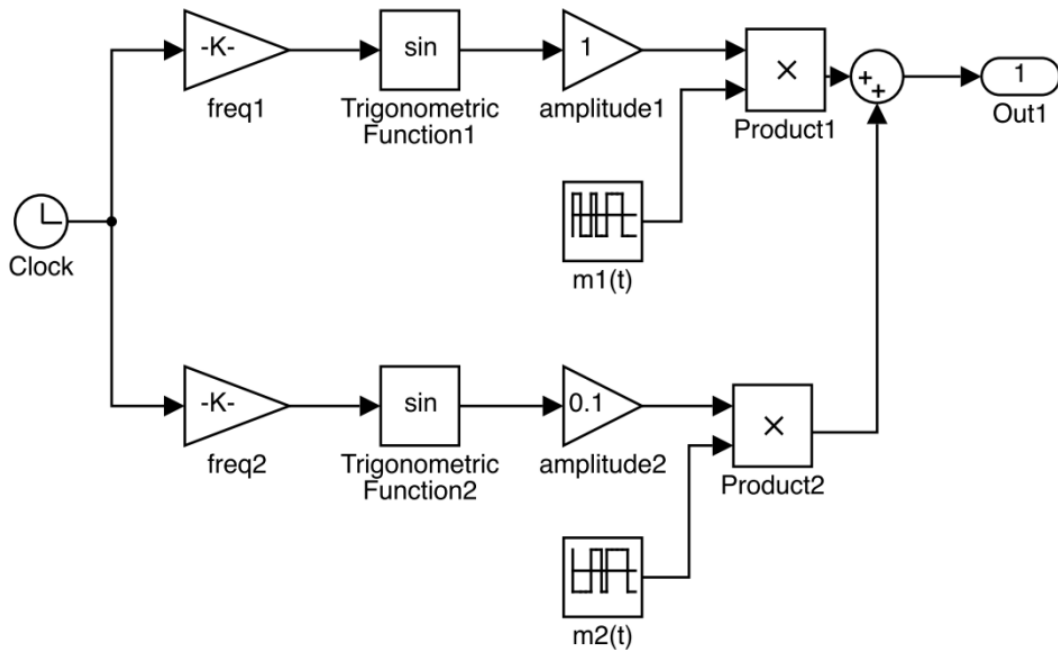 -K-
freq1
sin
Trigonometric
Function1
1
amplitude1
×
Product1
+
+
1
Out1
Clock
m1(t)
-K-
freq2
sin
Trigonometric
Function2
0.1
amplitude2
×
Product2
m2(t)